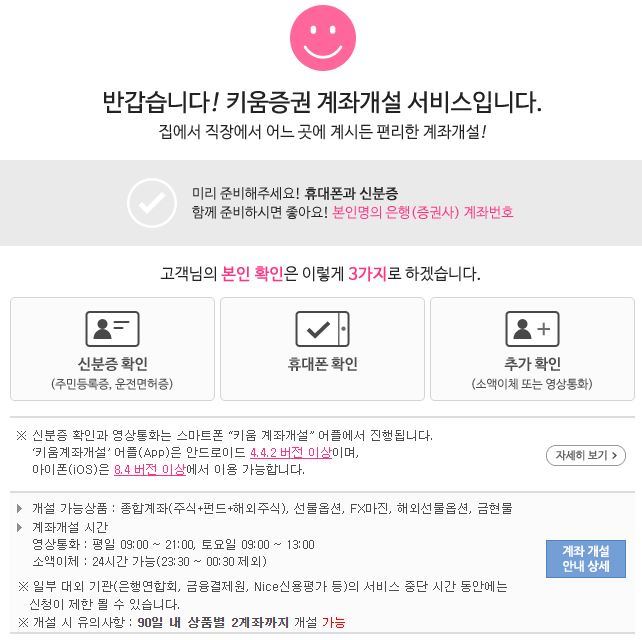 반갑습니다! 키움증권 계좌개설 서비스입니다.
집에서 직장에서 어느 곳에 계시든 편리한 계좌개설!
미리 준비해주세요! 휴대폰과 신분증
함께 준비하시면 좋아요! 본인명의 은행(증권사) 계좌번호
고객님의 본인 확인은 이렇게 3가지로 하겠습니다.
신분증 확인
(주민등록증, 운전면허증)
휴대폰 확인
추가 확인
(소액이체 또는 영상통화)
※ 신분증 확인과 영상통화는 스마트폰 “키움 계좌개설” 어플에서 진행됩니다.
‘키움계좌개설’ 어플(App)은 안드로이드 4.4.2 버전 이상이며,
아이폰(iOS)은 8.4 버전 이상에서 이용 가능합니다.
자세히 보기 >
개설 가능상품 : 종합계좌(주식+펀드+해외주식), 선물옵션, FX마진, 해외선물옵션, 금현물
계좌개설 시간
영상통화 : 평일 09:00 ~ 21:00, 토요일 09:00 ~ 13:00
소액이체 : 24시간 가능(23:30 ~ 00:30 제외)
계좌 개설
안내 상세
※ 일부 대외 기관(은행연합회, 금융결제원, Nice신용평가 등)의 서비스 중단 시간 동안에는
신청이 제한 될 수 있습니다.
※ 개설 시 유의사항 : 90일 내 상품별 2계좌까지 개설 가능